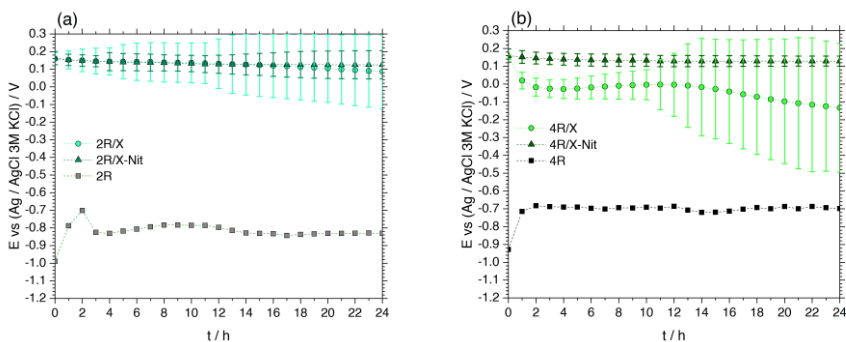 (a)
0.3
0.2
0.1
0.0
-0.1
-0.2
-0.3
-0.4
-0.5
-0.6
-0.7
-0.8
-0.9
-1.0
-1.1
-1.2
E vs (Ag / AgCl 3M KCl) / V
2R/X
2R/X-Nit
2R
0 2 4 6 8 10 12 14 16 18 20 22 24
t / h
(b)
0.3
0.2
0.1
0.0
-0.1
-0.2
-0.3
-0.4
-0.5
-0.6
-0.7
-0.8
-0.9
-1.0
-1.1
-1.2
E vs (Ag / AgCl 3M KCl) / V
4R/X
4R/X-Nit
4R
0 2 4 6 8 10 12 14 16 18 20 22 24
t / h